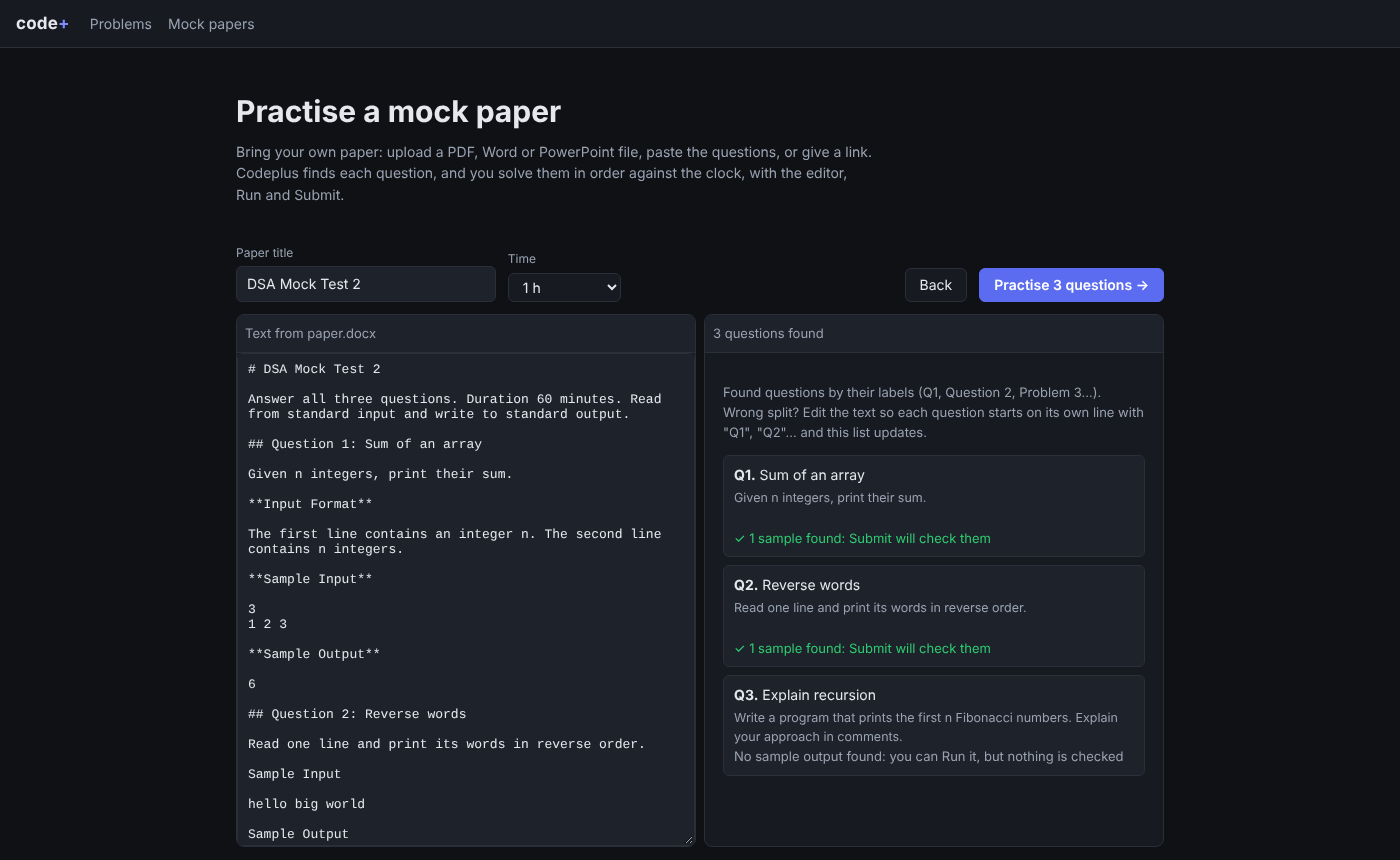 code+ Problems Mock papers
Practise a mock paper
Bring your own paper: upload a PDF, Word or PowerPoint file, paste the questions, or give a link.
Codeplus finds each question, and you solve them in order against the clock, with the editor,
Run and Submit.
Paper title
Time
DSA Mock Test 2
1 h
Back
Practise 3 questions →
Text from paper.docx
# DSA Mock Test 2
Answer all three questions. Duration 60 minutes. Read
from standard input and write to standard output.
## Question 1: Sum of an array
Given n integers, print their sum.
**Input Format**
The first line contains an integer n. The second line
contains n integers.
**Sample Input**
3
1 2 3
**Sample Output**
6
## Question 2: Reverse words
Read one line and print its words in reverse order.
Sample Input
hello big world
Sample Output
3 questions found
Found questions by their labels (Q1, Question 2, Problem 3...).
Wrong split? Edit the text so each question starts on its own line with
"Q1", "Q2"... and this list updates.
Q1. Sum of an array
Given n integers, print their sum.
✓ 1 sample found: Submit will check them
Q2. Reverse words
Read one line and print its words in reverse order.
✓ 1 sample found: Submit will check them
Q3. Explain recursion
Write a program that prints the first n Fibonacci numbers. Explain
your approach in comments.
No sample output found: you can Run it, but nothing is checked